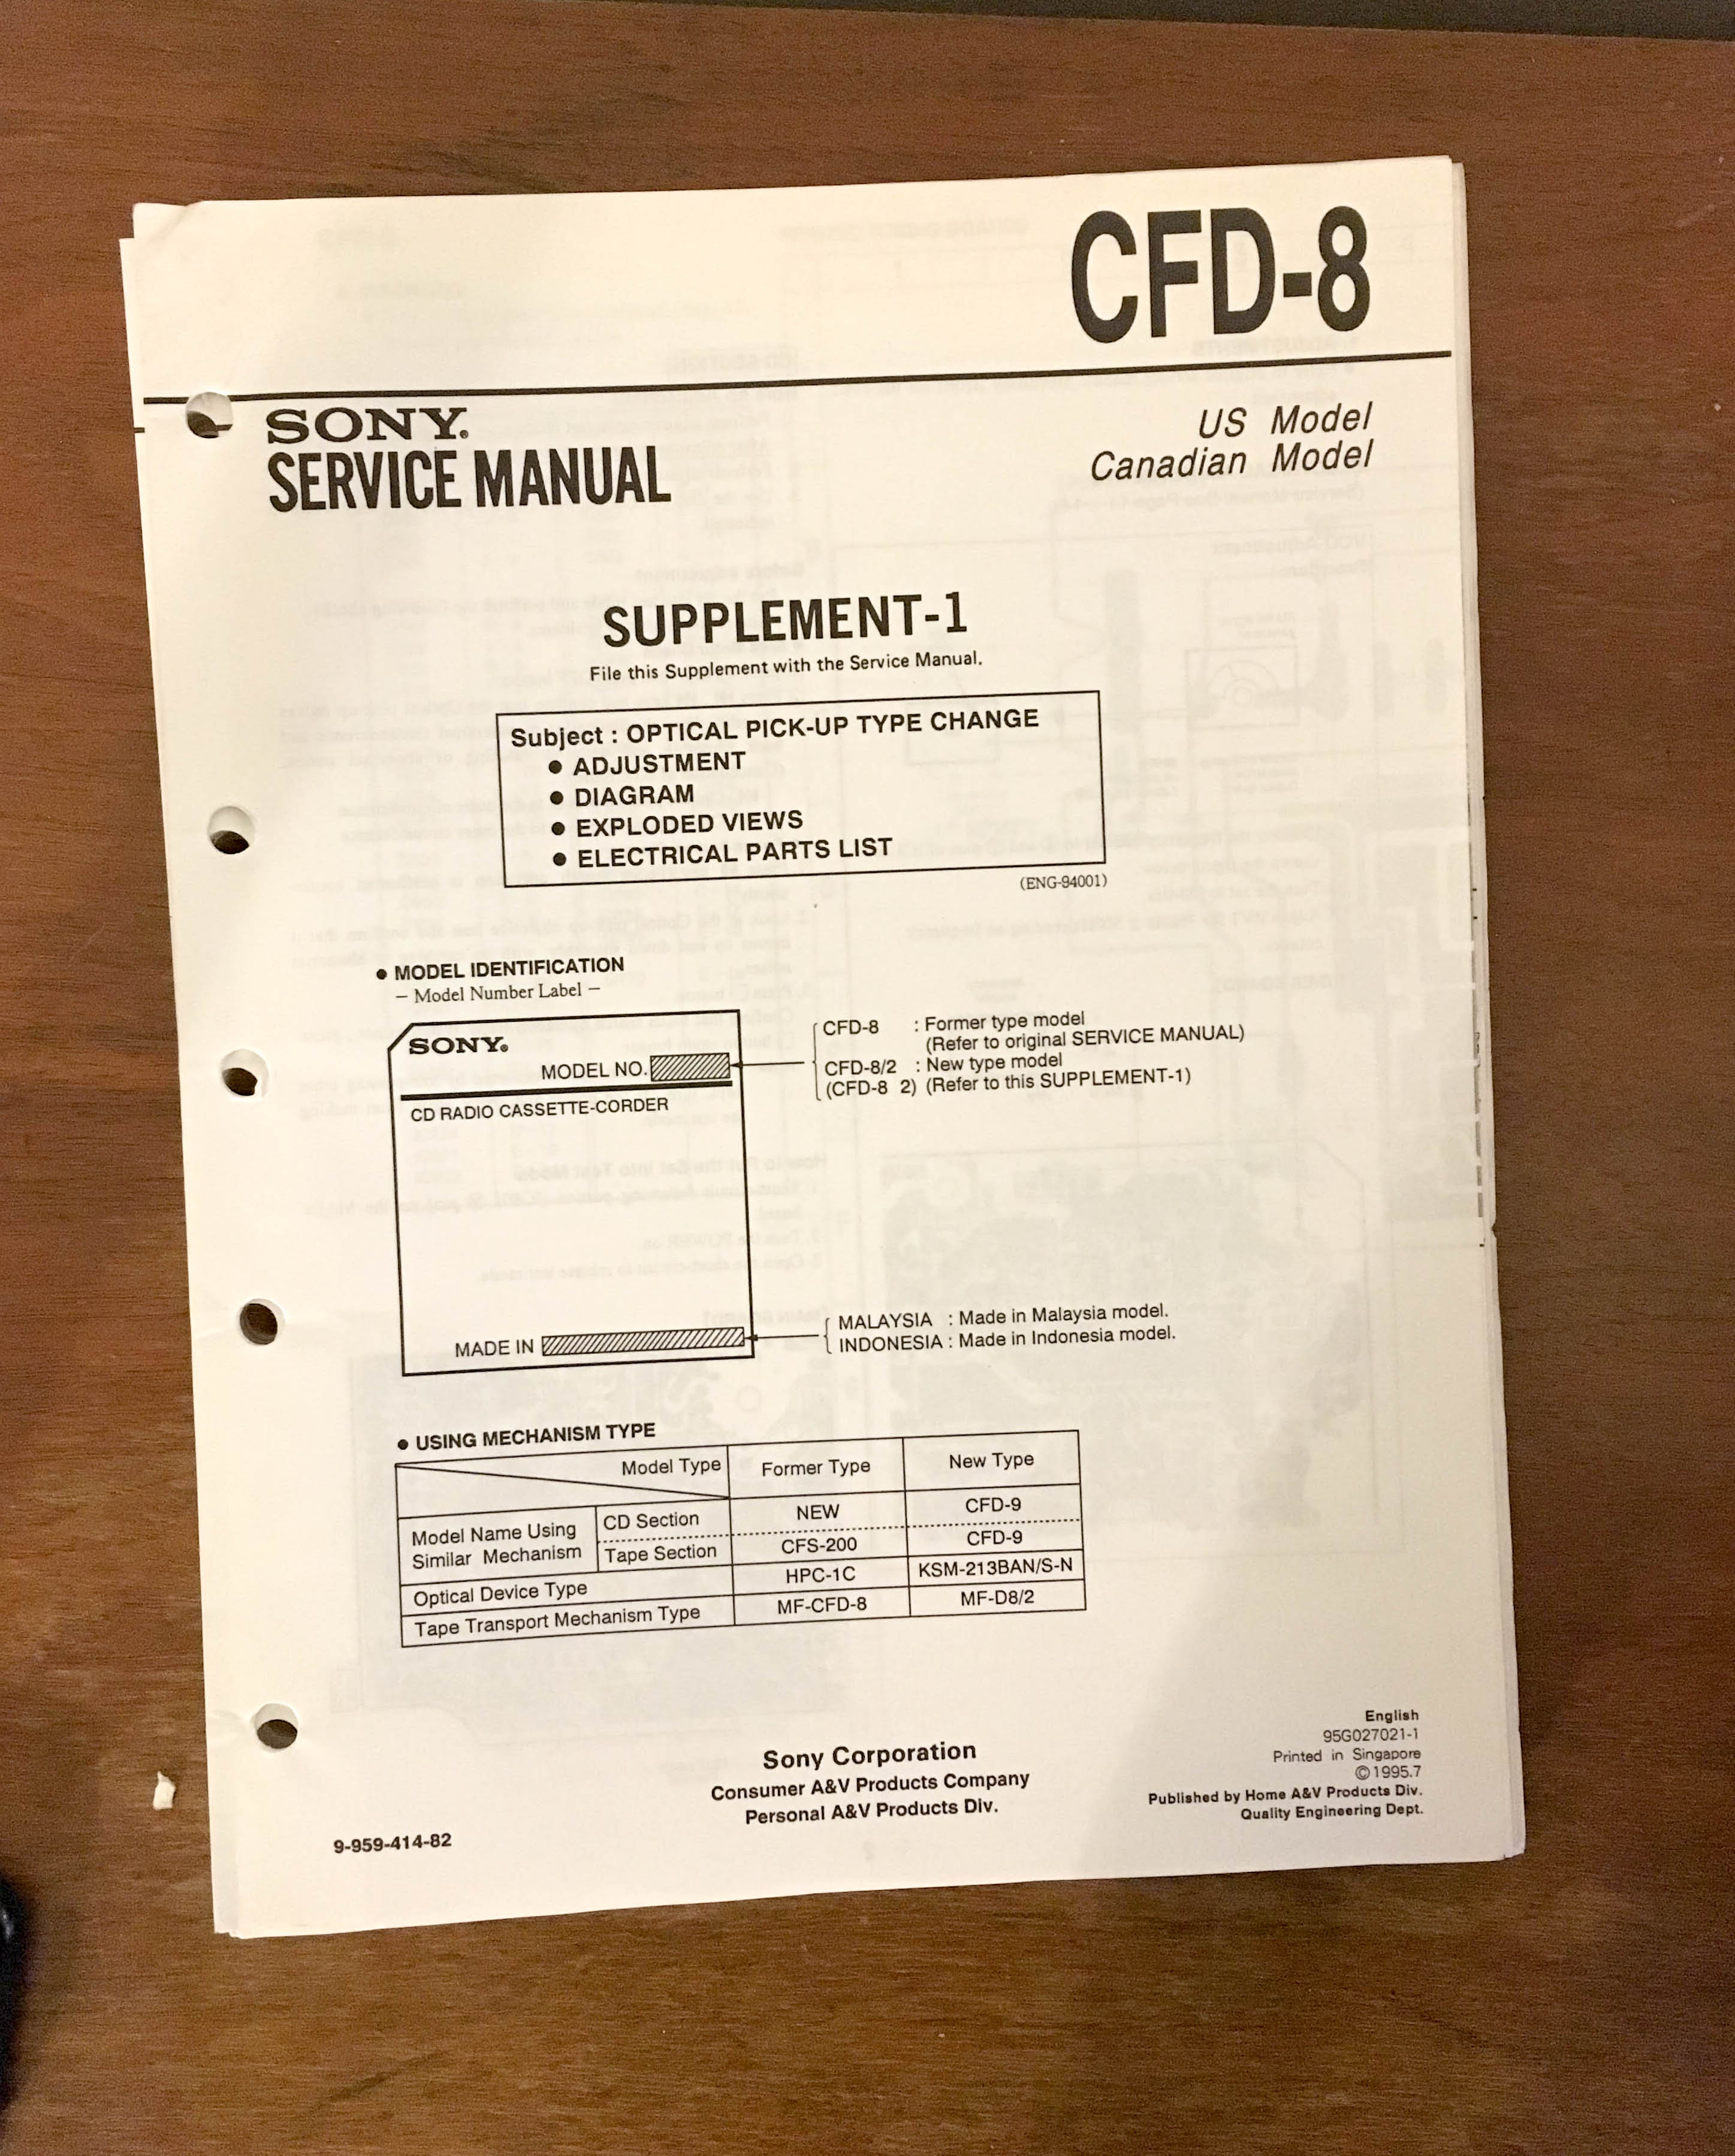 CFD-8
SONY®
SERVICE MANUAL
US Model
Canadian Model
SUPPLEMENT-1
File this Supplement with the Service Manual.
Subject : OPTICAL PICK-UP TYPE CHANGE
● ADJUSTMENT
● DIAGRAM
● EXPLODED VIEWS
● ELECTRICAL PARTS LIST
(ENG-94001)
● MODEL IDENTIFICATION
– Model Number Label –
SONY®
MODEL NO.
CD RADIO CASSETTE-CORDER
MADE IN
CFD-8 : Former type model
(Refer to original SERVICE MANUAL)
CFD-8/2 : New type model
(CFD-8 2) (Refer to this SUPPLEMENT-1)
MALAYSIA : Made in Malaysia model.
INDONESIA : Made in Indonesia model.
● USING MECHANISM TYPE
Model Type Former Type New Type
Model Name Using Similar Mechanism CD Section NEW CFD-9
Tape Section CFS-200 CFD-9
Optical Device Type HPC-1C KSM-213BAN/S-N
Tape Transport Mechanism Type MF-CFD-8 MF-D8/2
Sony Corporation
Consumer A&V Products Company
Personal A&V Products Div.
English
95G027021-1
Printed in Singapore
©1995.7
Published by Home A&V Products Div.
Quality Engineering Dept.
9-959-414-82